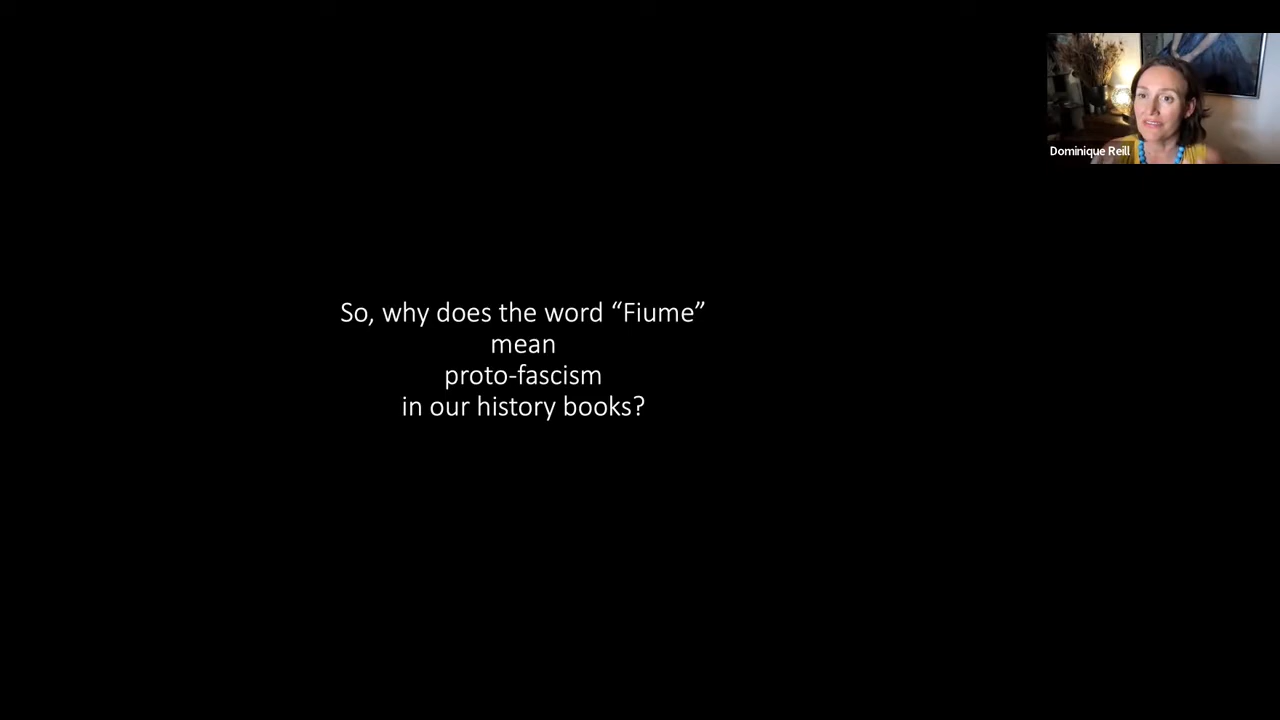 Dominique Reill
So, why does the word “Fiume”
mean
proto-fascism
in our history books?